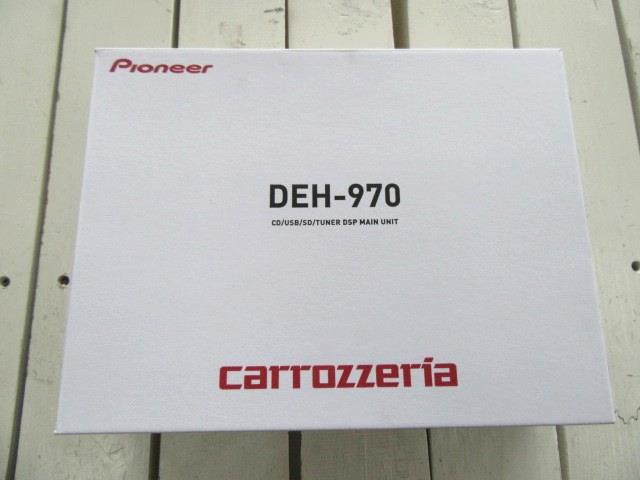 Pioneer
DEH-970
CD/USB/SD/TUNER DSP MAIN UNIT
carrozzeria